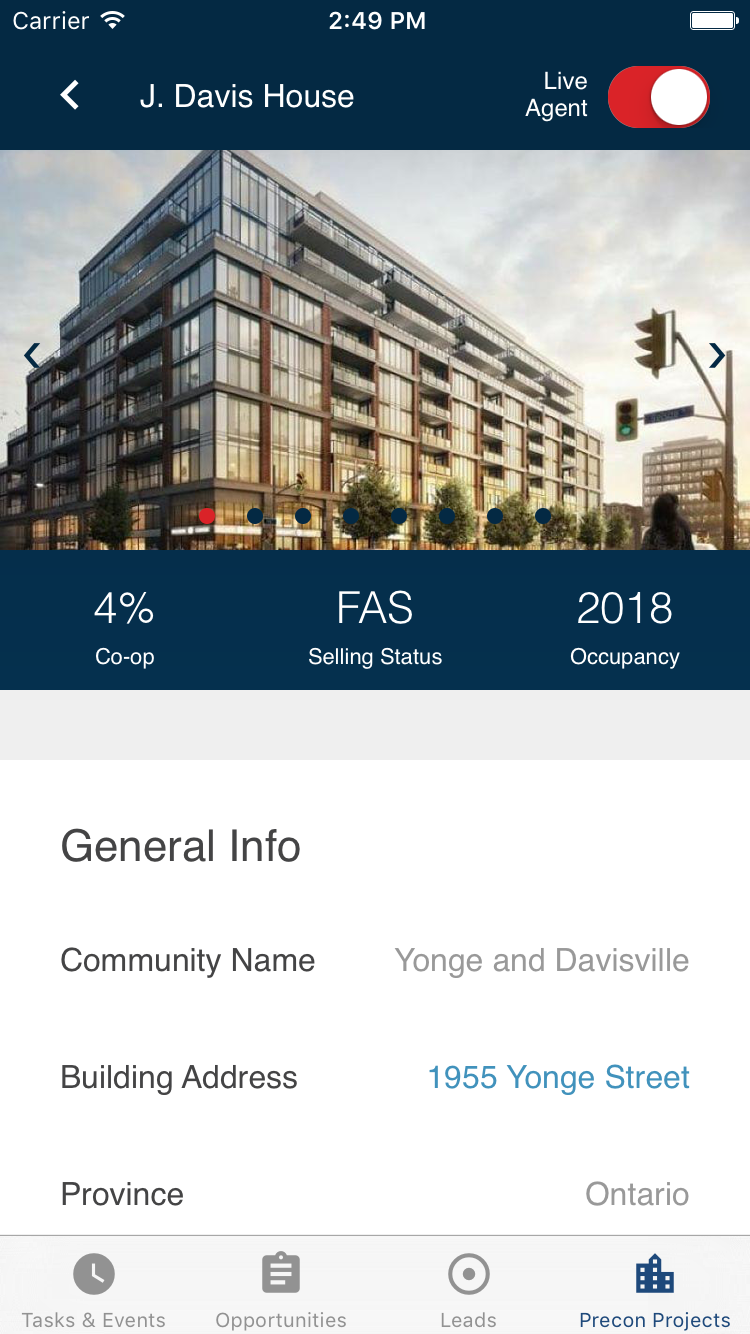 Carrier 2:49 PM
J. Davis House
Live
Agent
4% FAS 2018
Co-op Selling Status Occupancy
General Info
Community Name Yonge and Davisville
Building Address 1955 Yonge Street
Province Ontario
Tasks & Events Opportunities Leads Precon Projects